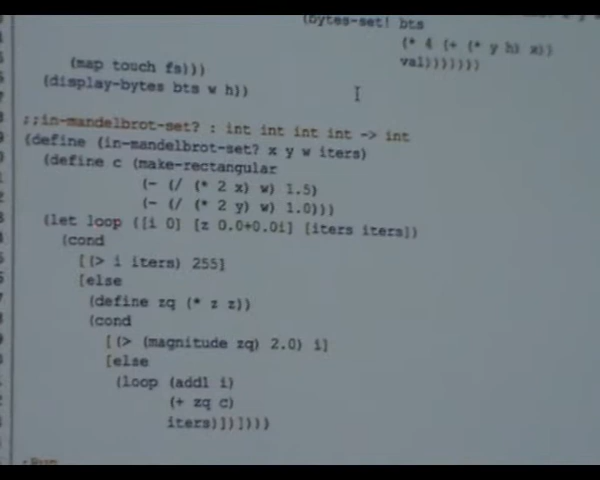 (bytes-set! bts
(* 4 (+ (* y h) x))
val)))))))
(map touch fs)))
(display-bytes bts w h))
;;in-mandelbrot-set? : int int int int -> int
(define (in-mandelbrot-set? x y w iters)
(define c (make-rectangular
(- (/ (* 2 x) w) 1.5)
(- (/ (* 2 y) w) 1.0)))
(let loop ([i 0] [z 0.0+0.0i] [iters iters])
(cond
[(> i iters) 255]
[else
(define zq (* z z))
(cond
[(> (magnitude zq) 2.0) i]
[else
(loop (add1 i)
(+ zq c)
iters)])])))